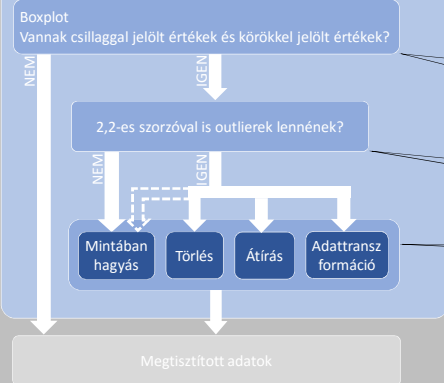 Boxplot
Vannak csillaggal jelölt értékek és körökkel jelölt értékek?
NEM
IGEN
2,2-es szorzóval is outlierek lennének?
NEM
IGEN
Mintában
hagyás
Törlés
Átírás
Adattransz
formáció
Megtisztított adatok